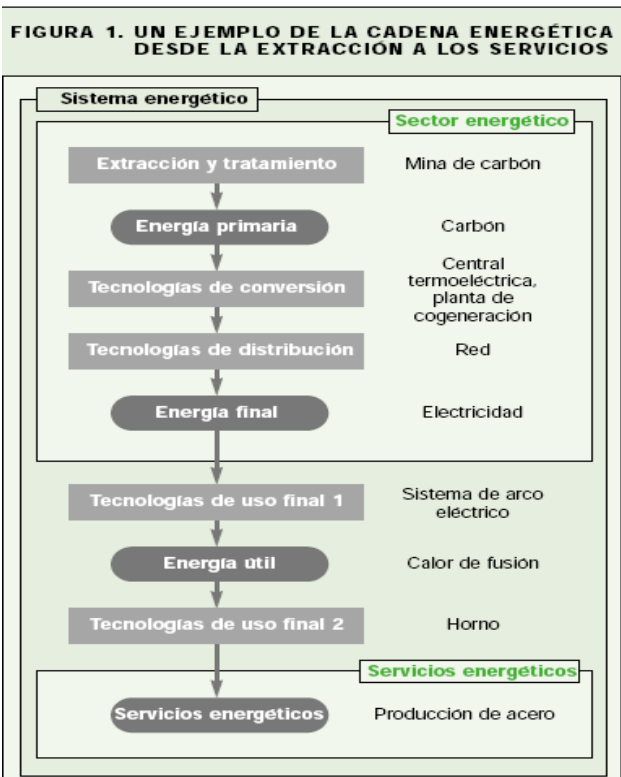 FIGURA 1. UN EJEMPLO DE LA CADENA ENERGÉTICA
DESDE LA EXTRACCIÓN A LOS SERVICIOS
Sistema energético
Sector energético
Extracción y tratamiento
Mina de carbón
Energía primaria
Carbón
Tecnologías de conversión
Central
termoeléctrica,
planta de
cogeneración
Tecnologías de distribución
Red
Energía final
Electricidad
Tecnologías de uso final 1
Sistema de arco
eléctrico
Energía útil
Calor de fusión
Tecnologías de uso final 2
Horno
Servicios energéticos
Servicios energéticos
Producción de acero